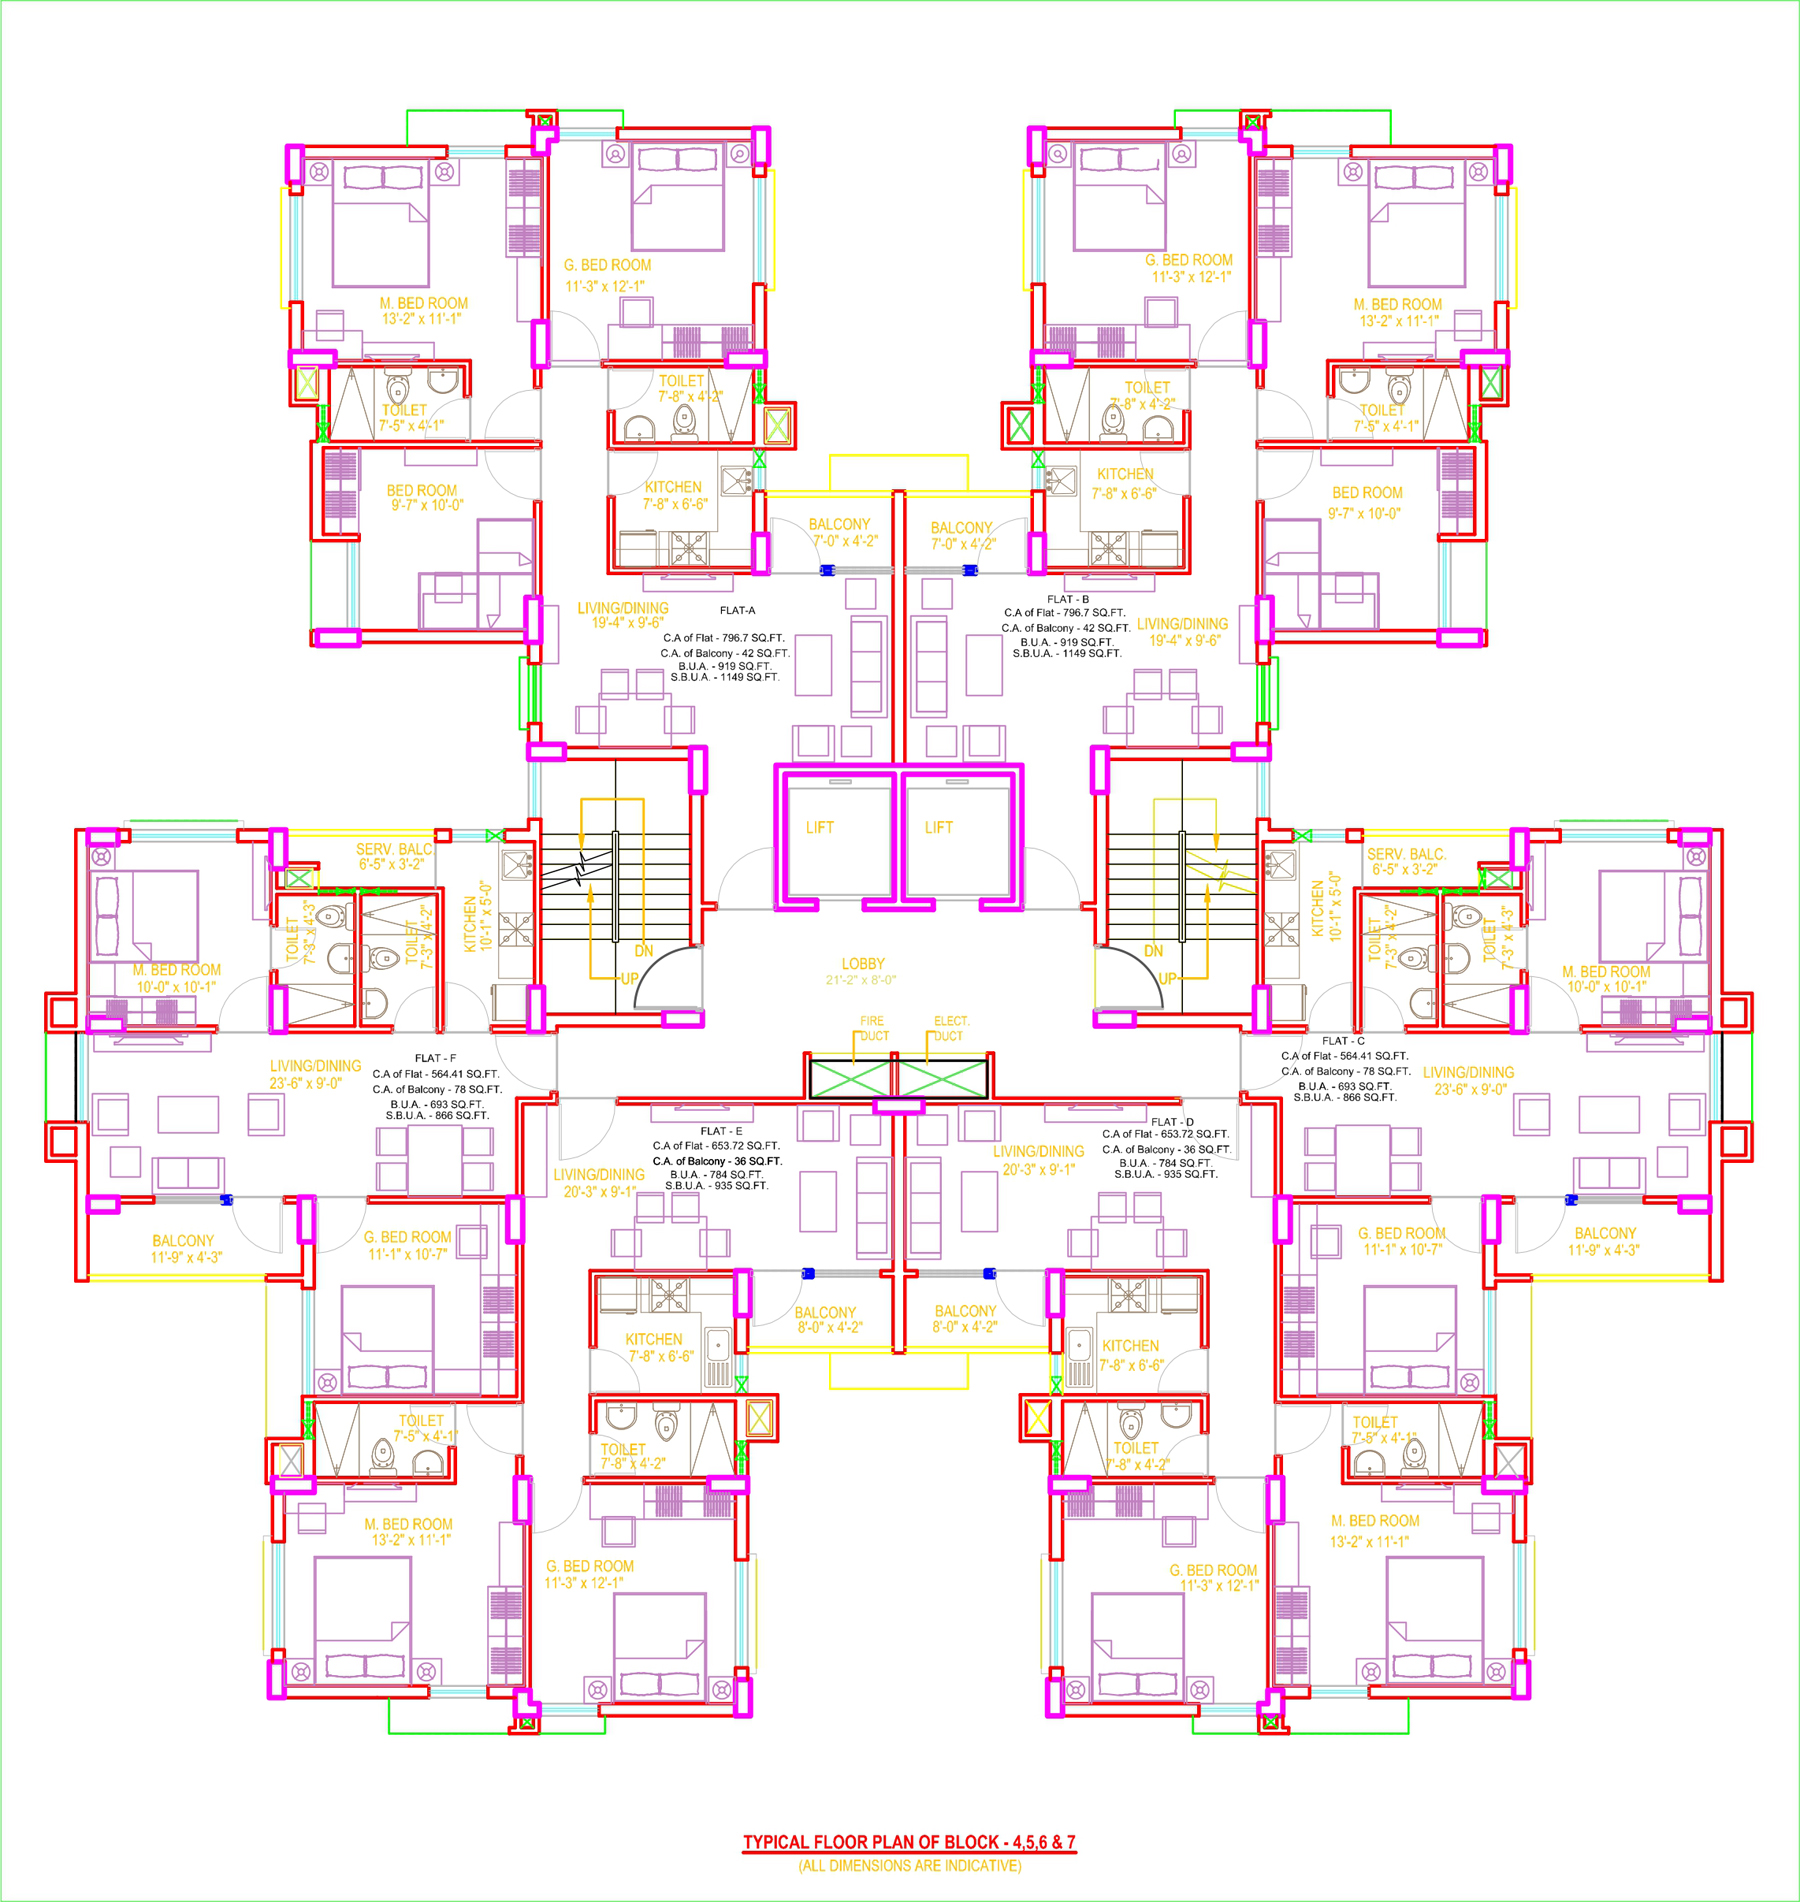 G. BED ROOM
11'-3" x 12'-1"
M. BED ROOM
13'-2" x 11'-1"
TOILET
7'-5" x 4'-1"
TOILET
7'-8" x 4'-2"
BED ROOM
9'-7" x 10'-0"
KITCHEN
7'-8" x 6'-6"
BALCONY
7'-0" x 4'-2"
LIVING/DINING
19'-4" x 9'-6"
FLAT-A
C.A of Flat - 796.7 SQ.FT.
C.A. of Balcony - 42 SQ.FT.
B.U.A. - 919 SQ.FT.
S.B.U.A. - 1149 SQ.FT.
G. BED ROOM
11'-3" x 12'-1"
M. BED ROOM
13'-2" x 11'-1"
TOILET
7'-8" x 4'-2"
TOILET
7'-5" x 4'-1"
KITCHEN
7'-8" x 6'-6"
BED ROOM
9'-7" x 10'-0"
BALCONY
7'-0" x 4'-2"
FLAT - B
C.A of Flat - 796.7 SQ.FT.
C.A. of Balcony - 42 SQ.FT.
B.U.A. - 919 SQ.FT.
S.B.U.A. - 1149 SQ.FT.
LIVING/DINING
19'-4" x 9'-6"
LIFT
LIFT
SERV. BALC.
6'-5" x 3'-2"
KITCHEN
10'-1" x 5'-0"
TOILET
7'-3" x 4'-3"
TOILET
7'-3" x 4'-2"
M. BED ROOM
10'-0" x 10'-1"
DN
UP
LOBBY
21'-2" x 8'-0"
FIRE
DUCT
ELECT.
DUCT
DN
UP
SERV. BALC.
6'-5" x 3'-2"
KITCHEN
10'-1" x 5'-0"
TOILET
7'-3" x 4'-2"
TOILET
7'-3" x 4'-3"
M. BED ROOM
10'-0" x 10'-1"
LIVING/DINING
23'-6" x 9'-0"
FLAT - F
C.A of Flat - 564.41 SQ.FT.
C.A. of Balcony - 78 SQ.FT.
B.U.A. - 693 SQ.FT.
S.B.U.A. - 866 SQ.FT.
FLAT - C
C.A of Flat - 564.41 SQ.FT.
C.A. of Balcony - 78 SQ.FT.
B.U.A. - 693 SQ.FT.
S.B.U.A. - 866 SQ.FT.
LIVING/DINING
23'-6" x 9'-0"
FLAT - E
C.A of Flat - 653.72 SQ.FT.
C.A. of Balcony - 36 SQ.FT.
B.U.A. - 784 SQ.FT.
S.B.U.A. - 935 SQ.FT.
LIVING/DINING
20'-3" x 9'-1"
FLAT - D
C.A of Flat - 653.72 SQ.FT.
C.A. of Balcony - 36 SQ.FT.
B.U.A. - 784 SQ.FT.
S.B.U.A. - 935 SQ.FT.
LIVING/DINING
20'-3" x 9'-1"
BALCONY
11'-9" x 4'-3"
G. BED ROOM
11'-1" x 10'-7"
G. BED ROOM
11'-1" x 10'-7"
BALCONY
11'-9" x 4'-3"
KITCHEN
7'-8" x 6'-6"
BALCONY
8'-0" x 4'-2"
BALCONY
8'-0" x 4'-2"
KITCHEN
7'-8" x 6'-6"
TOILET
7'-5" x 4'-1"
TOILET
7'-8" x 4'-2"
TOILET
7'-8" x 4'-2"
TOILET
7'-5" x 4'-1"
M. BED ROOM
13'-2" x 11'-1"
G. BED ROOM
11'-3" x 12'-1"
G. BED ROOM
11'-3" x 12'-1"
M. BED ROOM
13'-2" x 11'-1"
TYPICAL FLOOR PLAN OF BLOCK - 4,5,6 & 7
(ALL DIMENSIONS ARE INDICATIVE)